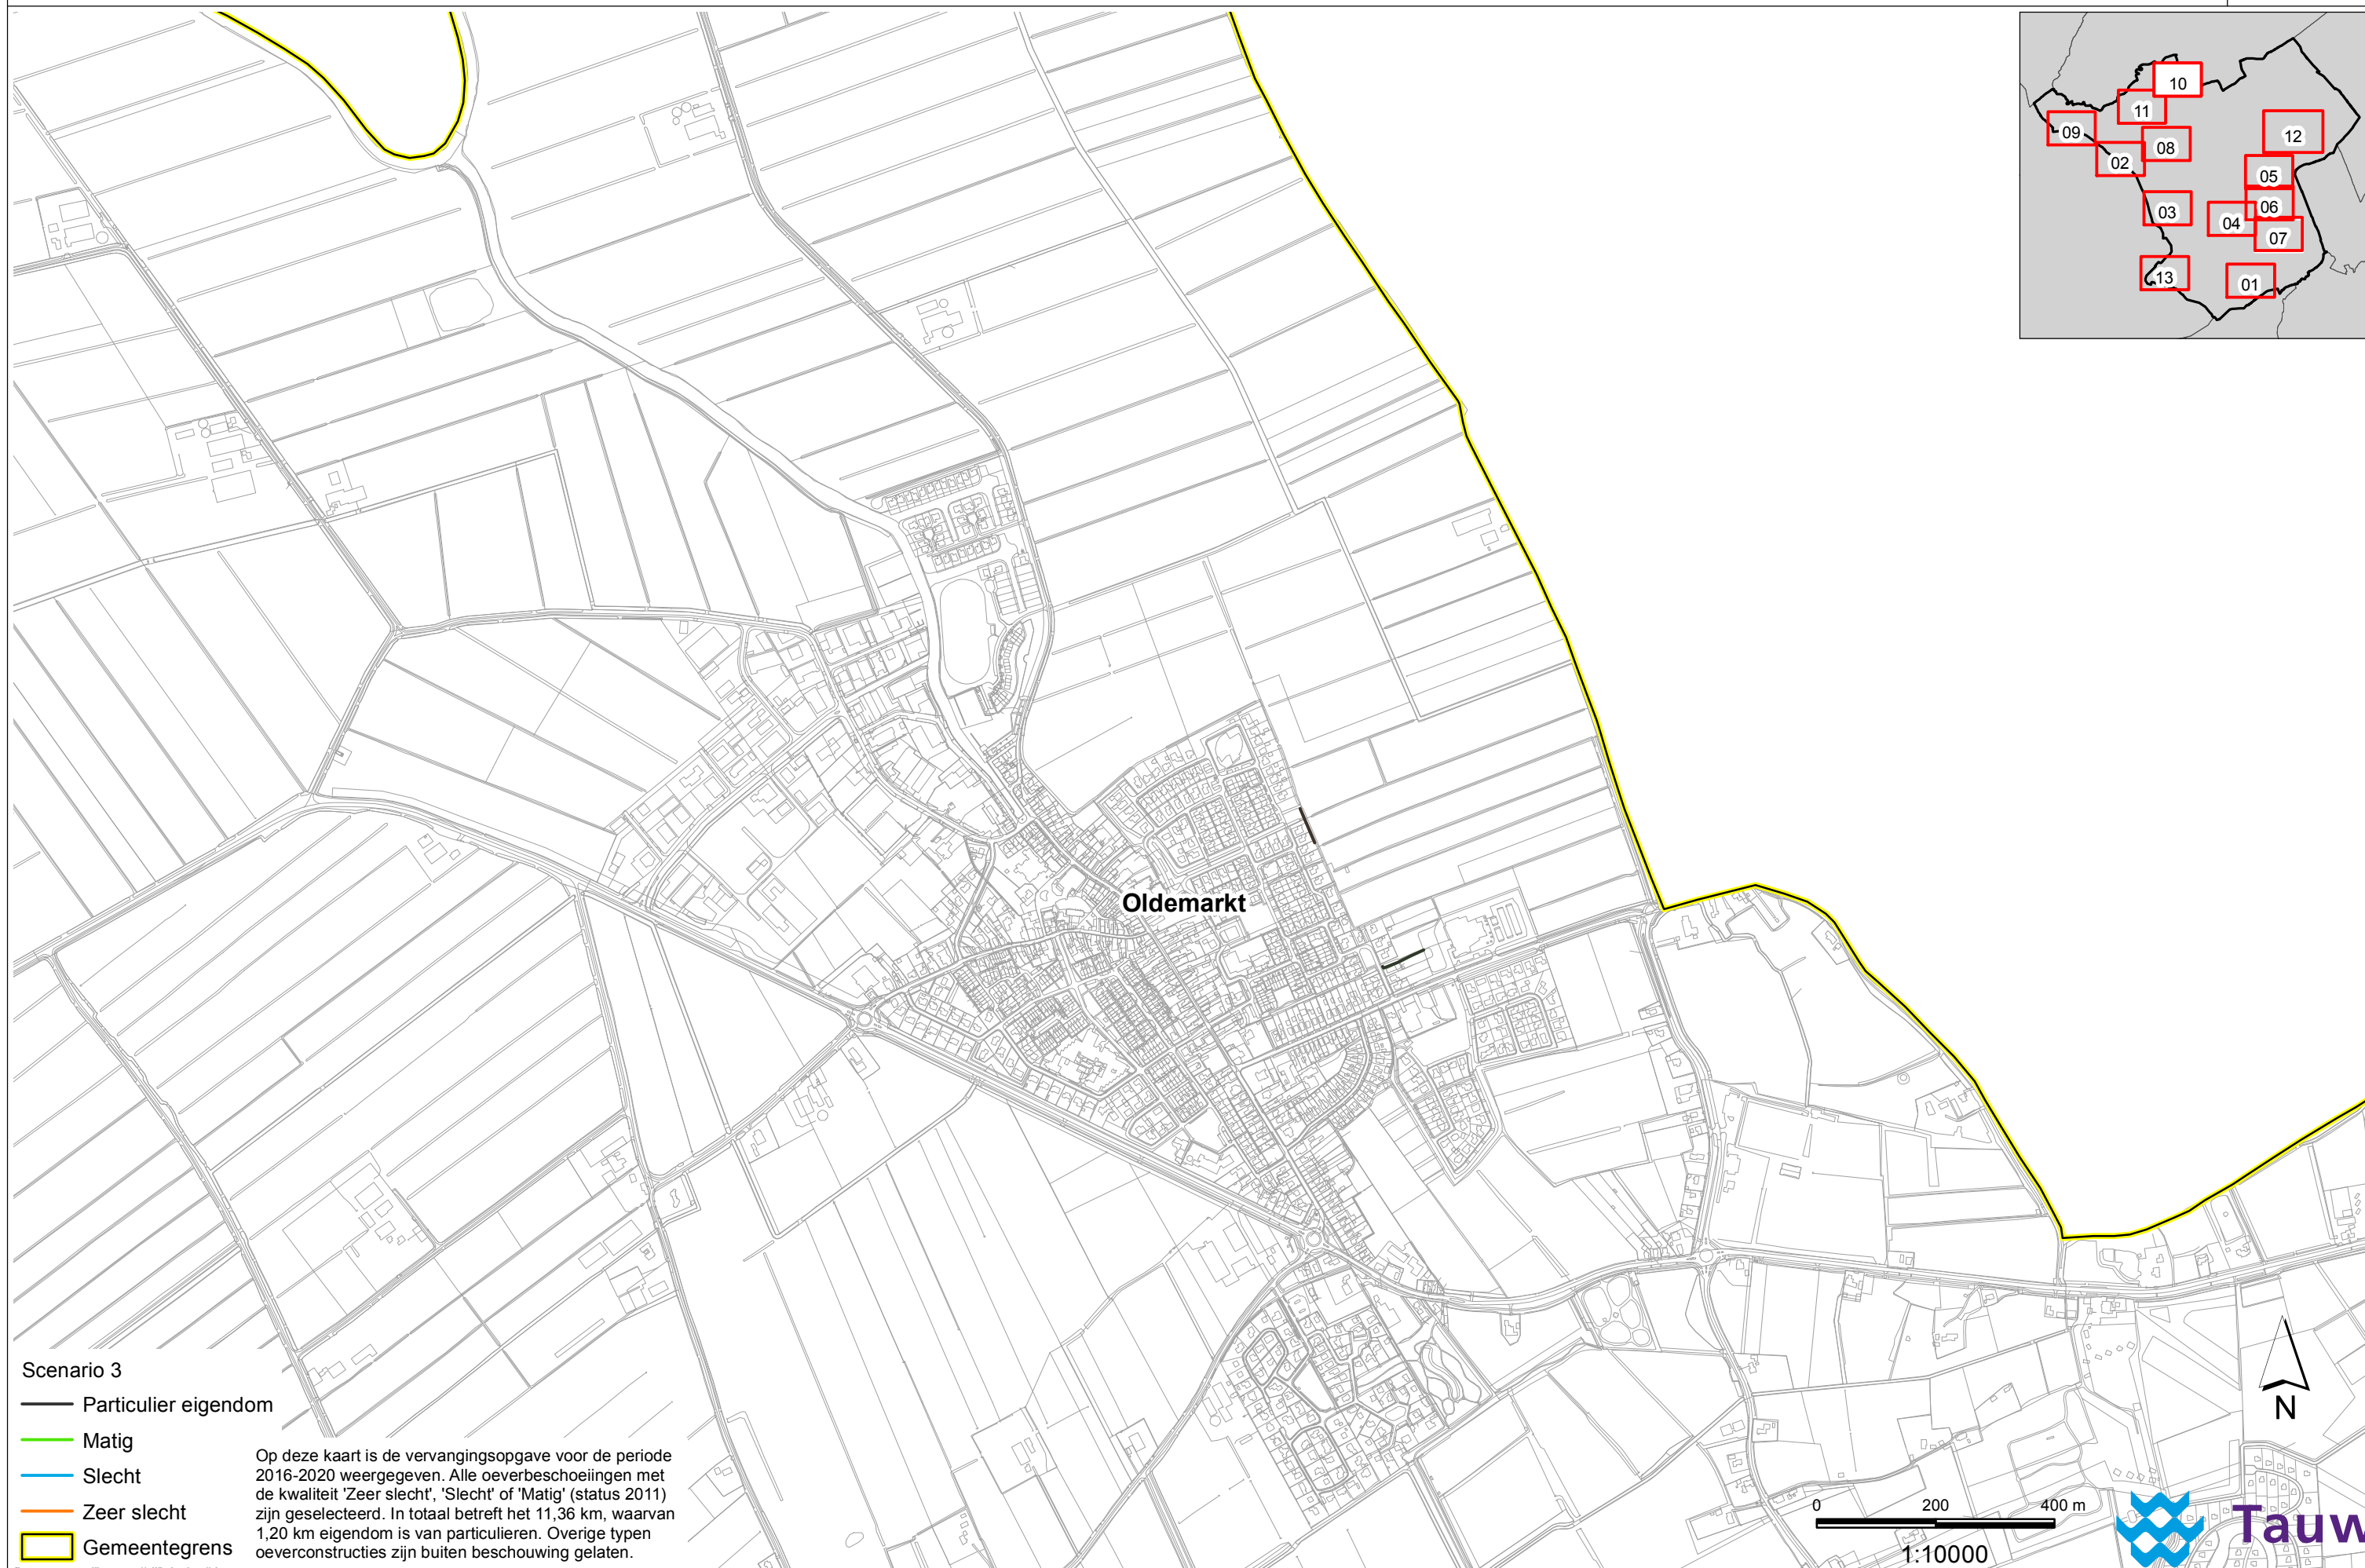 10
11
09
12
02
08
05
03
04
06
07
13
01
Oldemarkt
Scenario 3
Particulier eigendom
Matig
Slecht
Zeer slecht
Gemeentegrens
Op deze kaart is de vervangingsopgave voor de periode
2016-2020 weergegeven. Alle oeverbeschoeiingen met
de kwaliteit 'Zeer slecht', 'Slecht' of 'Matig' (status 2011)
zijn geselecteerd. In totaal betreft het 11,36 km, waarvan
1,20 km eigendom is van particulieren. Overige typen
oeverconstructies zijn buiten beschouwing gelaten.
N
0 200 400 m
1:10000
Tauw